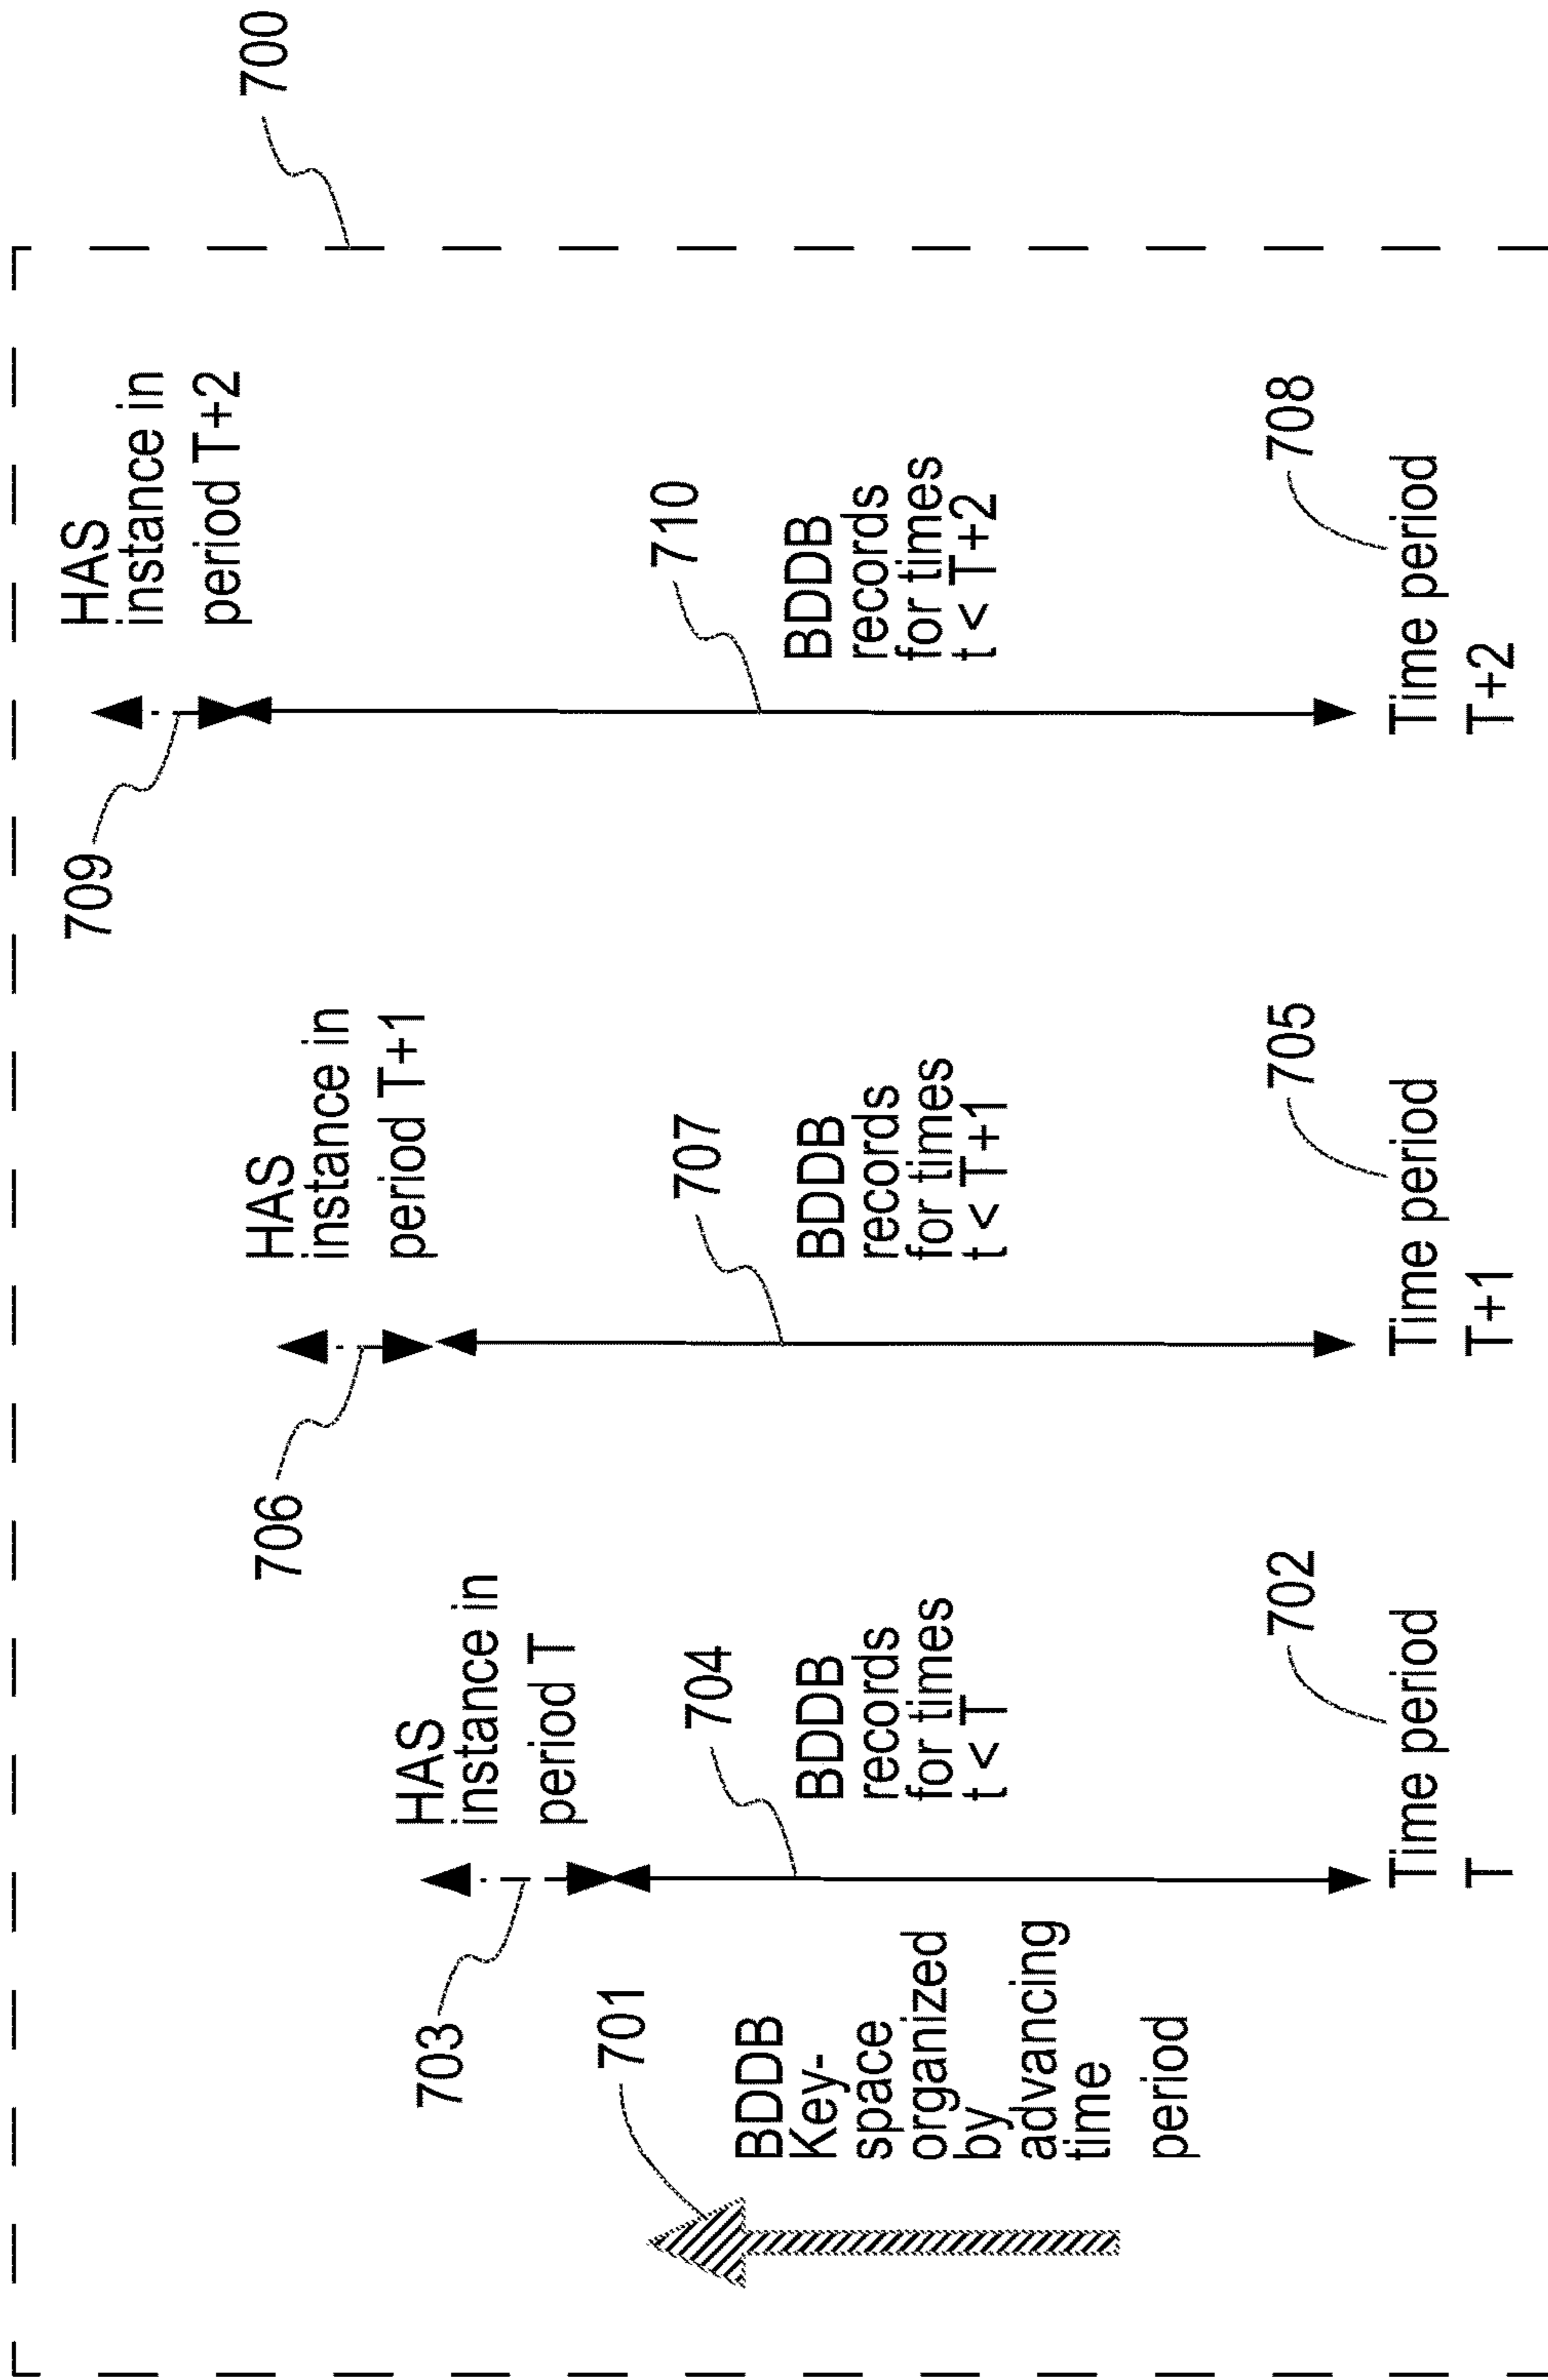 700
HAS
instance in
period T+2
709
710
BDDB
records
for times
t < T+2
708
Time period
T+2
HAS
instance in
period T+1
706
707
BDDB
records
for times
t < T+1
705
Time period
T+1
HAS
instance in
period T
703
704
BDDB
records
for times
t < T
702
Time period
T
701
BDDB
Key-
space
organized
by
advancing
time
period